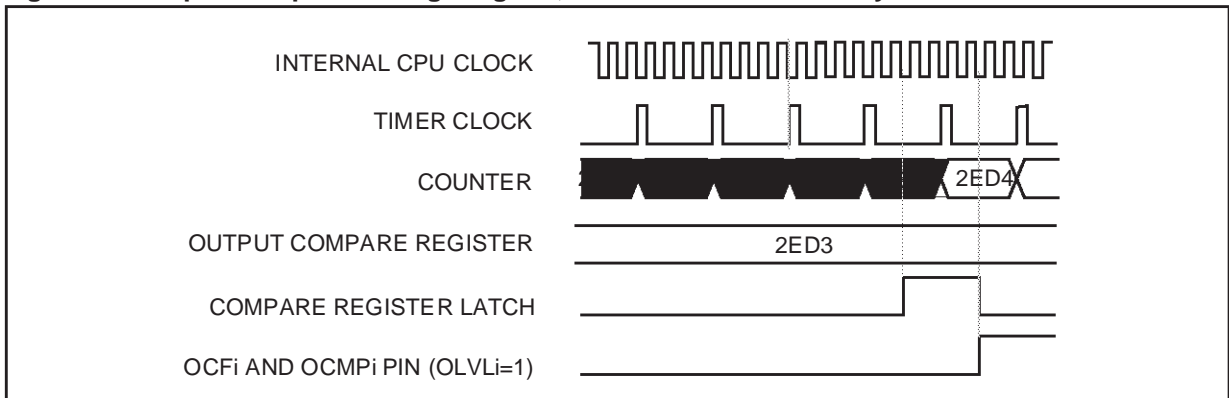 INTERNAL CPU CLOCK
TIMER CLOCK
COUNTER
2ED4
OUTPUT COMPARE REGISTER
2ED3
COMPARE REGISTER LATCH
OCFi AND OCMPi PIN (OLVLi=1)